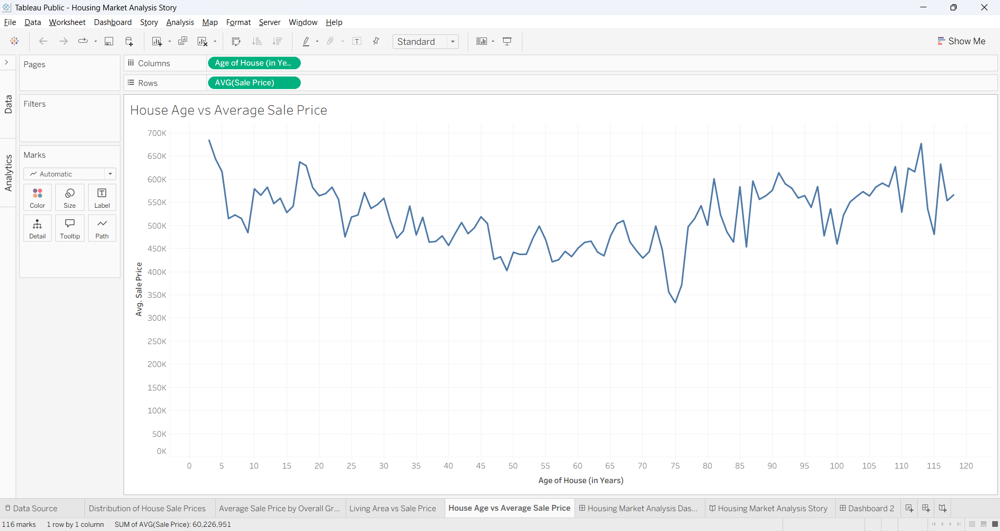 Tableau Public - Housing Market Analysis Story
File Data Worksheet Dashboard Story Analysis Map Format Server Window Help
Standard
Show Me
Data
Analytics
Pages
Filters
Marks
Automatic
Color Size Label
Detail Tooltip Path
Columns Age of House (in Ye..
Rows AVG(Sale Price)
House Age vs Average Sale Price
Avg. Sale Price
700K
650K
600K
550K
500K
450K
400K
350K
300K
250K
200K
150K
100K
50K
0K
0 5 10 15 20 25 30 35 40 45 50 55 60 65 70 75 80 85 90 95 100 105 110 115 120
Age of House (in Years)
Data Source Distribution of House Sale Prices Average Sale Price by Overall Gr... Living Area vs Sale Price House Age vs Average Sale Price Housing Market Analysis Das... Housing Market Analysis Story Dashboard 2
116 marks 1 row by 1 column SUM of AVG(Sale Price): 60,226,951